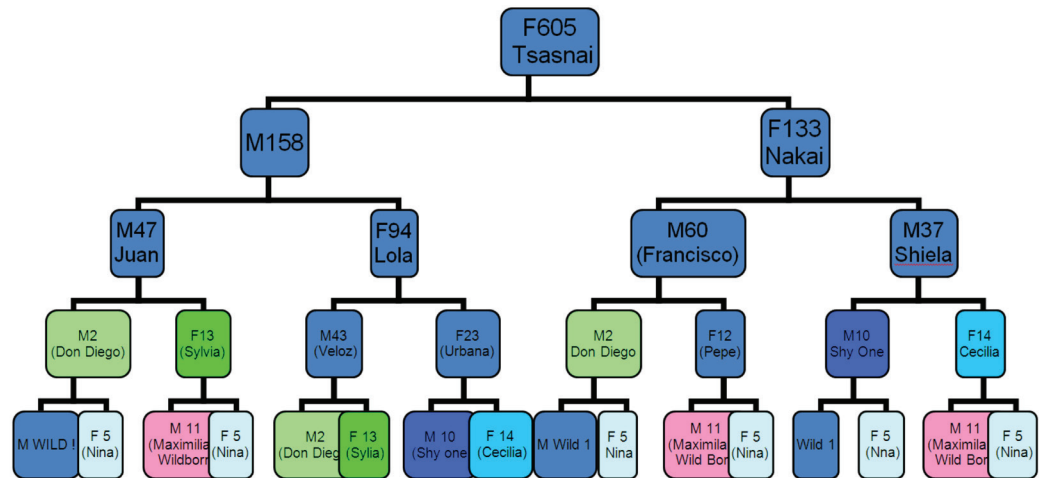 F605
Tsasnai
M158
F133
Nakai
M47
Juan
F94
Lola
M60
(Francisco)
M37
Shiela
M2
(Don Diego)
F13
(Sylvia)
M43
(Veloz)
F23
(Urbana)
M2
Don Diego
F12
(Pepe)
M10
Shy One
F14
Cecilia
M WILD !
F 5
(Nina)
M 11
(Maximilia
Wildborn
F 5
(Nina)
M2
(Don Dieg
F 13
(Sylia)
M 10
(Shy one
F 14
(Cecilia)
M Wild 1
F 5
Nina
M 11
(Maximila
Wild Bor
F 5
(Nina)
Wild 1
F 5
(Nna)
M 11
(Maximila
Wild Bor
F 5
(Nina)